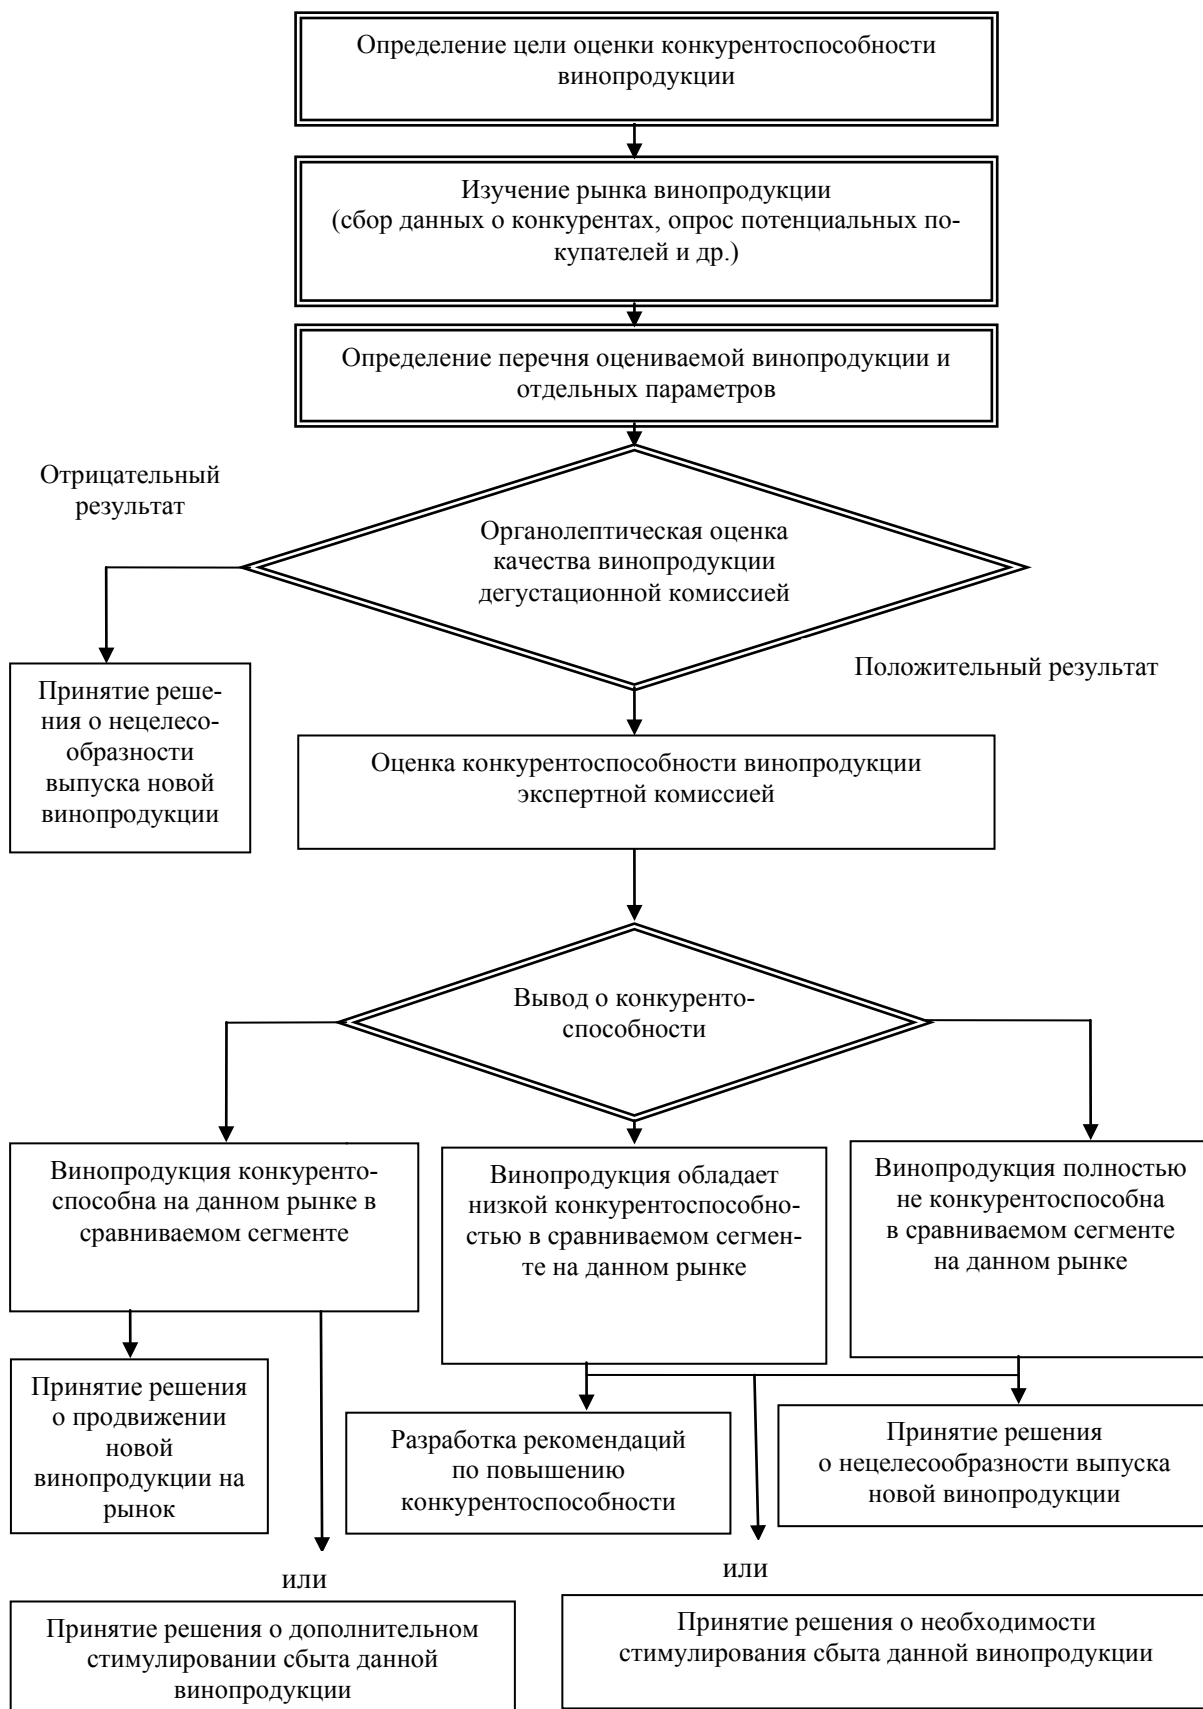 Определение цели оценки конкурентоспособности
винопродукции
Изучение рынка винопродукции
(сбор данных о конкурентах, опрос потенциальных по-
купателей и др.)
Определение перечня оцениваемой винопродукции и
отдельных параметров
Отрицательный
результат
Органолептическая оценка
качества винопродукции
дегустационной комиссией
Положительный результат
Принятие реше-
ния о нецелесо-
образности
выпуска новой
винопродукции
Оценка конкурентоспособности винопродукции
экспертной комиссией
Вывод о конкуренто-
способности
Винопродукция конкуренто-
способна на данном рынке в
сравниваемом сегменте
Винопродукция обладает
низкой конкурентоспособно-
стью в сравниваемом сегмен-
те на данном рынке
Винопродукция полностью
не конкурентоспособна
в сравниваемом сегменте
на данном рынке
Принятие решения
о продвижении
новой
винопродукции на
рынок
Разработка рекомендаций
по повышению
конкурентоспособности
Принятие решения
о нецелесообразности выпуска
новой винопродукции
или
или
Принятие решения о дополнительном
стимулировании сбыта данной
винопродукции
Принятие решения о необходимости
стимулирования сбыта данной винопродукции